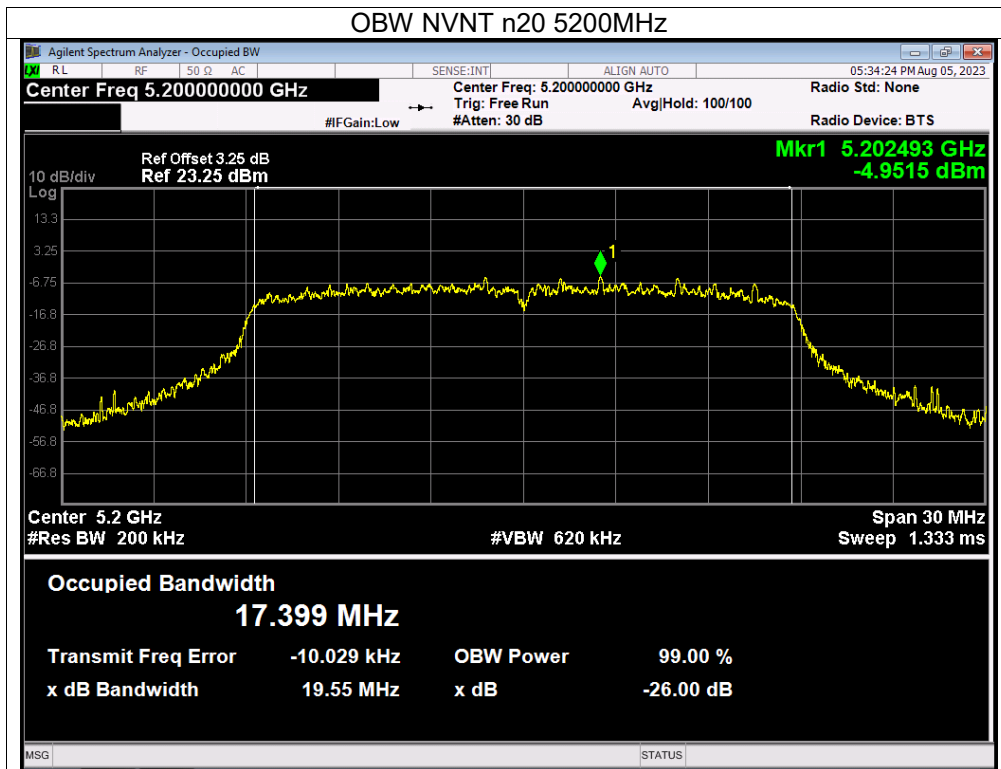 OBW NVNT n20 5200MHz
Agilent Spectrum Analyzer - Occupied BW
LXI RL RF 50 Ω AC SENSE:INT ALIGN AUTO 05:34:24 PM Aug 05, 2023
Center Freq 5.200000000 GHz Center Freq: 5.200000000 GHz Radio Std: None
Trig: Free Run Avg|Hold: 100/100
#IFGain:Low #Atten: 30 dB Radio Device: BTS
Mkr1 5.202493 GHz
-4.9515 dBm
Ref Offset 3.25 dB
10 dB/div Ref 23.25 dBm
Log
13.3
3.25
-6.75
-16.8
-26.8
-36.8
-46.8
-56.8
-66.8
1
Center 5.2 GHz Span 30 MHz
#Res BW 200 kHz #VBW 620 kHz Sweep 1.333 ms
Occupied Bandwidth
17.399 MHz
Transmit Freq Error -10.029 kHz OBW Power 99.00 %
x dB Bandwidth 19.55 MHz x dB -26.00 dB
MSG STATUS